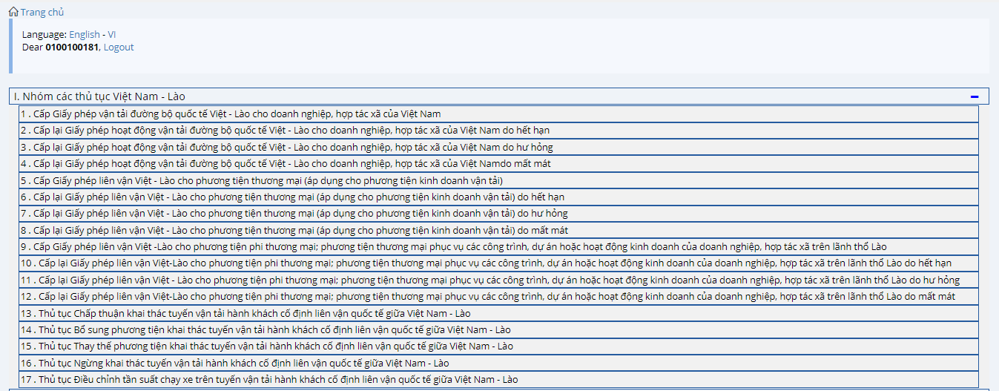 Trang chủ
Language: English - VI
Dear 0100100181, Logout
I. Nhóm các thủ tục Việt Nam - Lào
1 . Cấp Giấy phép vận tải đường bộ quốc tế Việt - Lào cho doanh nghiệp, hợp tác xã của Việt Nam
2 . Cấp lại Giấy phép hoạt động vận tải đường bộ quốc tế Việt - Lào cho doanh nghiệp, hợp tác xã của Việt Nam do hết hạn
3 . Cấp lại Giấy phép hoạt động vận tải đường bộ quốc tế Việt - Lào cho doanh nghiệp, hợp tác xã của Việt Nam do hư hỏng
4 . Cấp lại Giấy phép hoạt động vận tải đường bộ quốc tế Việt - Lào cho doanh nghiệp, hợp tác xã của Việt Namdo mất mát
5 . Cấp Giấy phép liên vận Việt - Lào cho phương tiện thương mại (áp dụng cho phương tiện kinh doanh vận tải)
6 . Cấp lại Giấy phép liên vận Việt - Lào cho phương tiện thương mại (áp dụng cho phương tiện kinh doanh vận tải) do hết hạn
7 . Cấp lại Giấy phép liên vận Việt - Lào cho phương tiện thương mại (áp dụng cho phương tiện kinh doanh vận tải) do hư hỏng
8 . Cấp lại Giấy phép liên vận Việt - Lào cho phương tiện thương mại (áp dụng cho phương tiện kinh doanh vận tải) do mất mát
9 . Cấp Giấy phép liên vận Việt -Lào cho phương tiện phi thương mại; phương tiện thương mại phục vụ các công trình, dự án hoặc hoạt động kinh doanh của doanh nghiệp, hợp tác xã trên lãnh thổ Lào
10 . Cấp lại Giấy phép liên vận Việt-Lào cho phương tiện phi thương mại; phương tiện thương mại phục vụ các công trình, dự án hoặc hoạt động kinh doanh của doanh nghiệp, hợp tác xã trên lãnh thổ Lào do hết hạn
11 . Cấp lại Giấy phép liên vận Việt - Lào cho phương tiện phi thương mại; phương tiện thương mại phục vụ các công trình, dự án hoặc hoạt động kinh doanh của doanh nghiệp, hợp tác xã trên lãnh thổ Lào do hư hỏng
12 . Cấp lại Giấy phép liên vận Việt-Lào cho phương tiện phi thương mại; phương tiện thương mại phục vụ các công trình, dự án hoặc hoạt động kinh doanh của doanh nghiệp, hợp tác xã trên lãnh thổ Lào do mất mát
13 . Thủ tục Chấp thuận khai thác tuyến vận tải hành khách cố định liên vận quốc tế giữa Việt Nam - Lào
14 . Thủ tục Bổ sung phương tiện khai thác tuyến vận tải hành khách cố định liên vận quốc tế giữa Việt Nam - Lào
15 . Thủ tục Thay thế phương tiện khai thác tuyến vận tải hành khách cố định liên vận quốc tế giữa Việt Nam - Lào
16 . Thủ tục Ngừng khai thác tuyến vận tải hành khách cố định liên vận quốc tế giữa Việt Nam - Lào
17 . Thủ tục Điều chỉnh tần suất chạy xe trên tuyến vận tải hành khách cố định liên vận quốc tế giữa Việt Nam - Lào